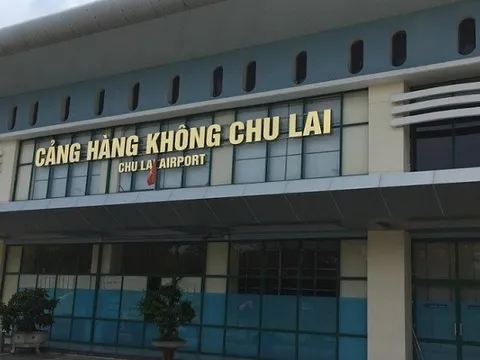 CẢNG HÀNG KHÔNG CHU LAI
CHU LAI AIRPORT